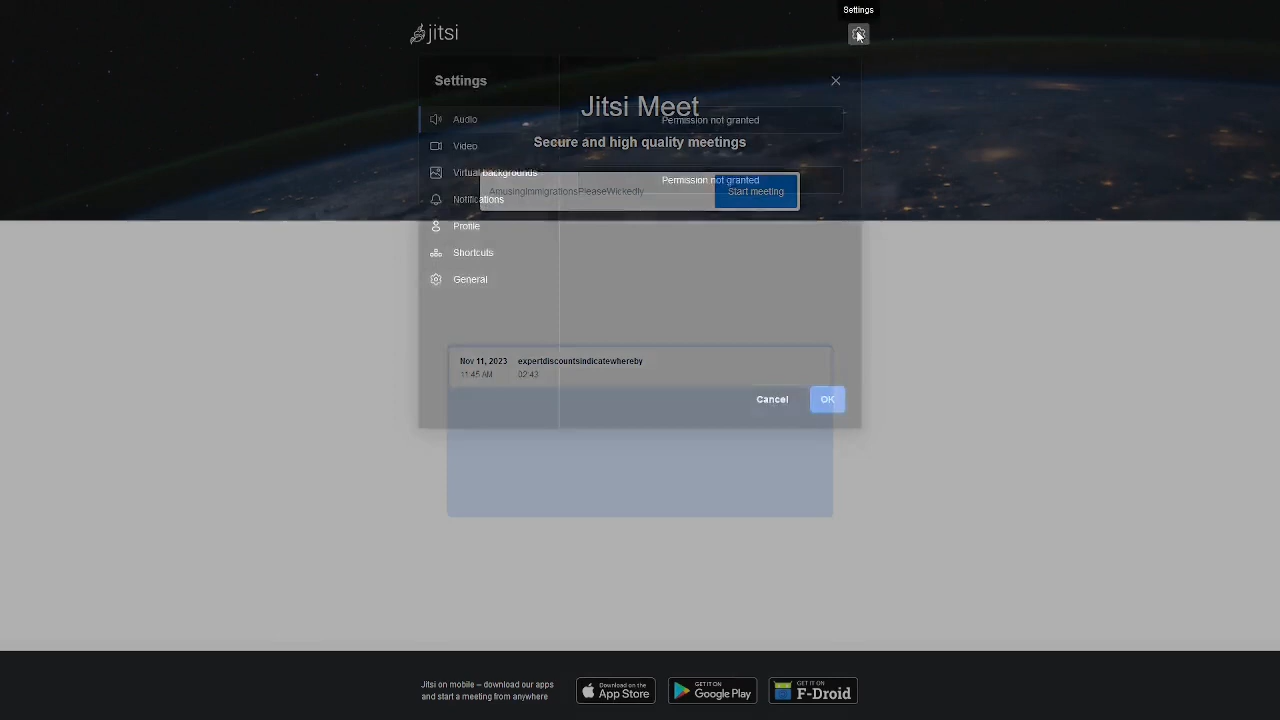 Settings
jitsi
Settings
Jitsi Meet
Audio
Permission not granted
Secure and high quality meetings
Video
Virtual backgrounds
Permission not granted
AmusingImmigrationsPleaseWickedly
Start meeting
Notifications
Profile
Shortcuts
General
Nov 11, 2023 expertdiscountsindicatewhereby
11:45 AM 02:43
Cancel OK
Jitsi on mobile – download our apps
and start a meeting from anywhere
Download on the
App Store
GET IT ON
Google Play
GET IT ON
F-Droid